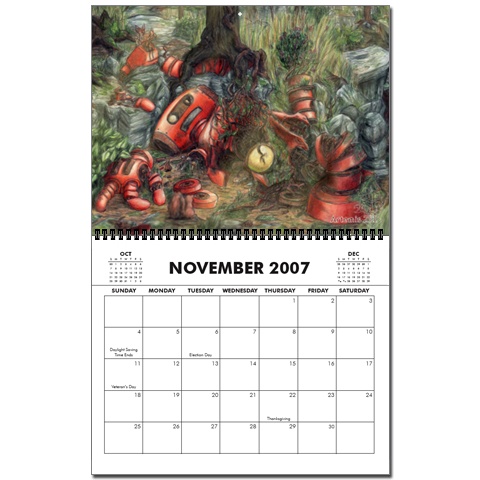 Artemis
OCT
NOVEMBER 2007
DEC
SUNDAY MONDAY TUESDAY WEDNESDAY THURSDAY FRIDAY SATURDAY
1 2 3
4 5 6 7 8 9 10
Daylight Saving
Time Ends
Election Day
11 12 13 14 15 16 17
Veteran's Day
18 19 20 21 22 23 24
Thanksgiving
25 26 27 28 29 30